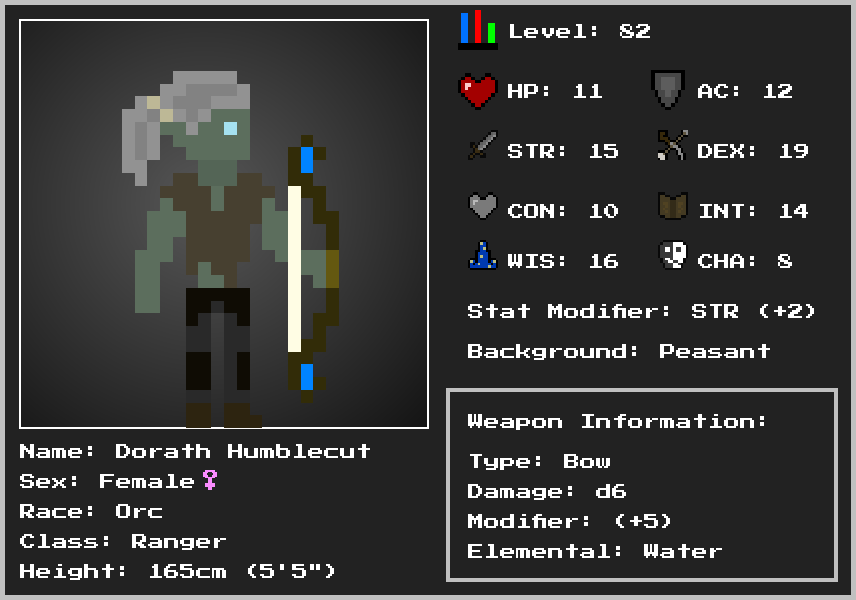 Level: 82
HP: 11
AC: 12
STR: 15
DEX: 19
CON: 10
INT: 14
WIS: 16
CHA: 8
Stat Modifier: STR (+2)
Background: Peasant
Weapon Information:
Type: Bow
Damage: d6
Modifier: (+5)
Elemental: Water
Name: Dorath Humblecut
Sex: Female♀
Race: Orc
Class: Ranger
Height: 165cm (5'5")